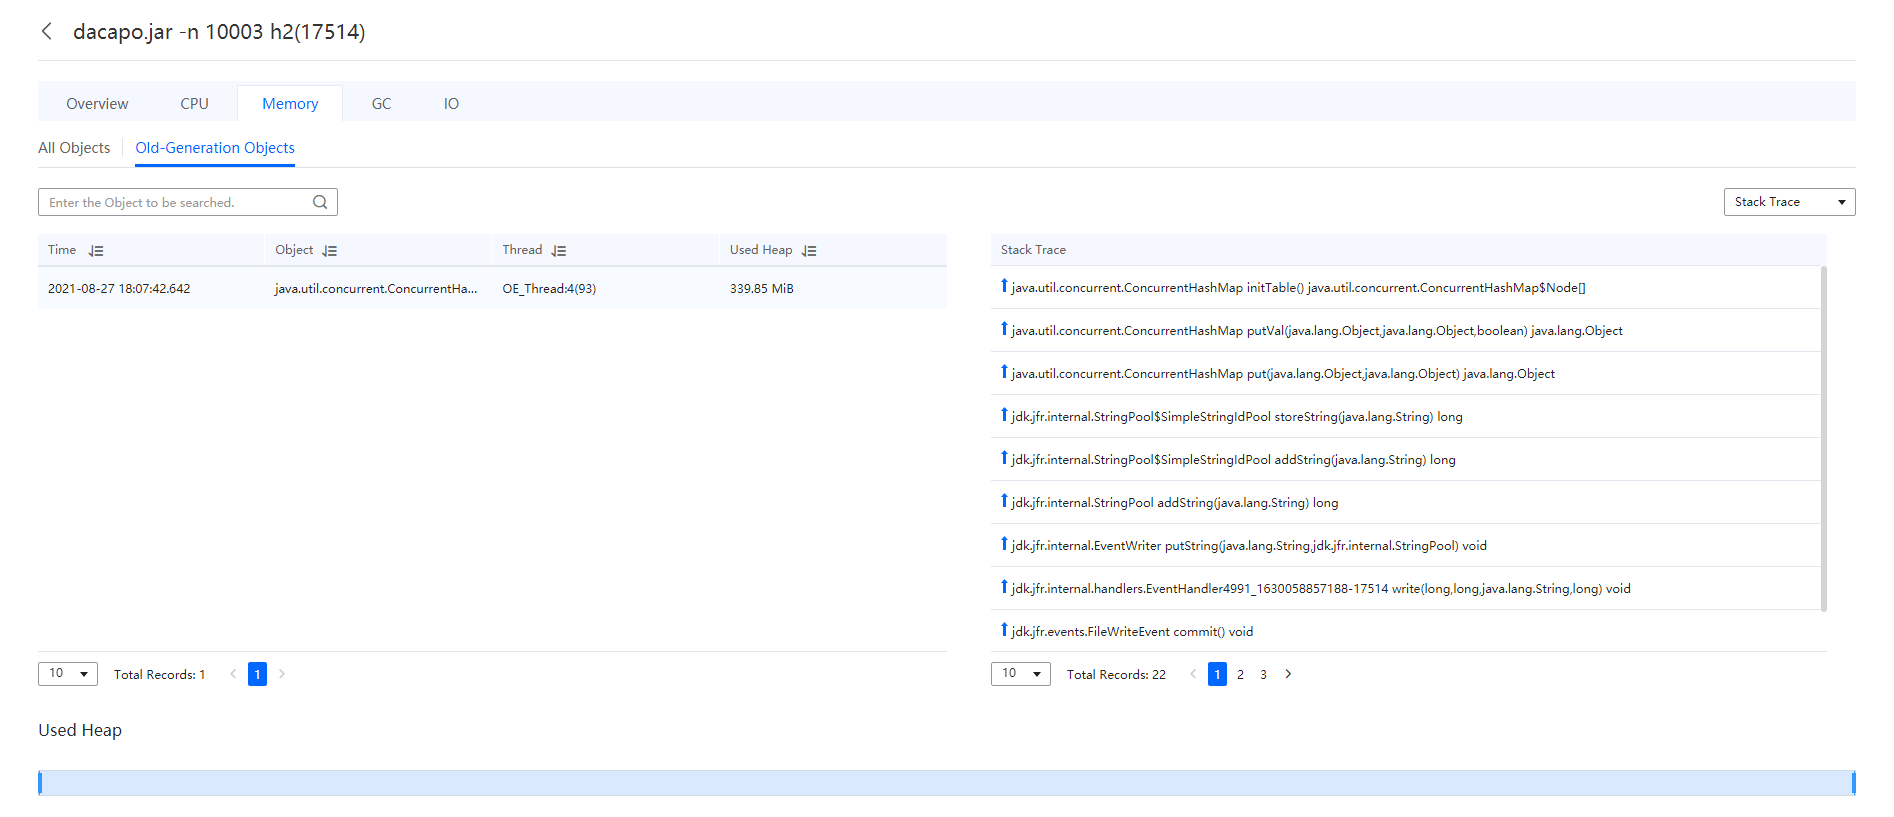 dacapo.jar -n 10003 h2(17514)
Overview CPU Memory GC IO
All Objects Old-Generation Objects
Enter the Object to be searched.
Stack Trace
Time Object Thread Used Heap
2021-08-27 18:07:42.642 java.util.concurrent.ConcurrentHa... OE_Thread:4(93) 339.85 MiB
10 Total Records: 1 1
Stack Trace
java.util.concurrent.ConcurrentHashMap initTable() java.util.concurrent.ConcurrentHashMap$Node[]
java.util.concurrent.ConcurrentHashMap putVal(java.lang.Object,java.lang.Object,boolean) java.lang.Object
java.util.concurrent.ConcurrentHashMap put(java.lang.Object,java.lang.Object) java.lang.Object
jdk.jfr.internal.StringPool$SimpleStringIdPool storeString(java.lang.String) long
jdk.jfr.internal.StringPool$SimpleStringIdPool addString(java.lang.String) long
jdk.jfr.internal.StringPool addString(java.lang.String) long
jdk.jfr.internal.EventWriter putString(java.lang.String,jdk.jfr.internal.StringPool) void
jdk.jfr.internal.handlers.EventHandler4991_1630058857188-17514 write(long,long,java.lang.String,long) void
jdk.jfr.events.FileWriteEvent commit() void
10 Total Records: 22 1 2 3
Used Heap